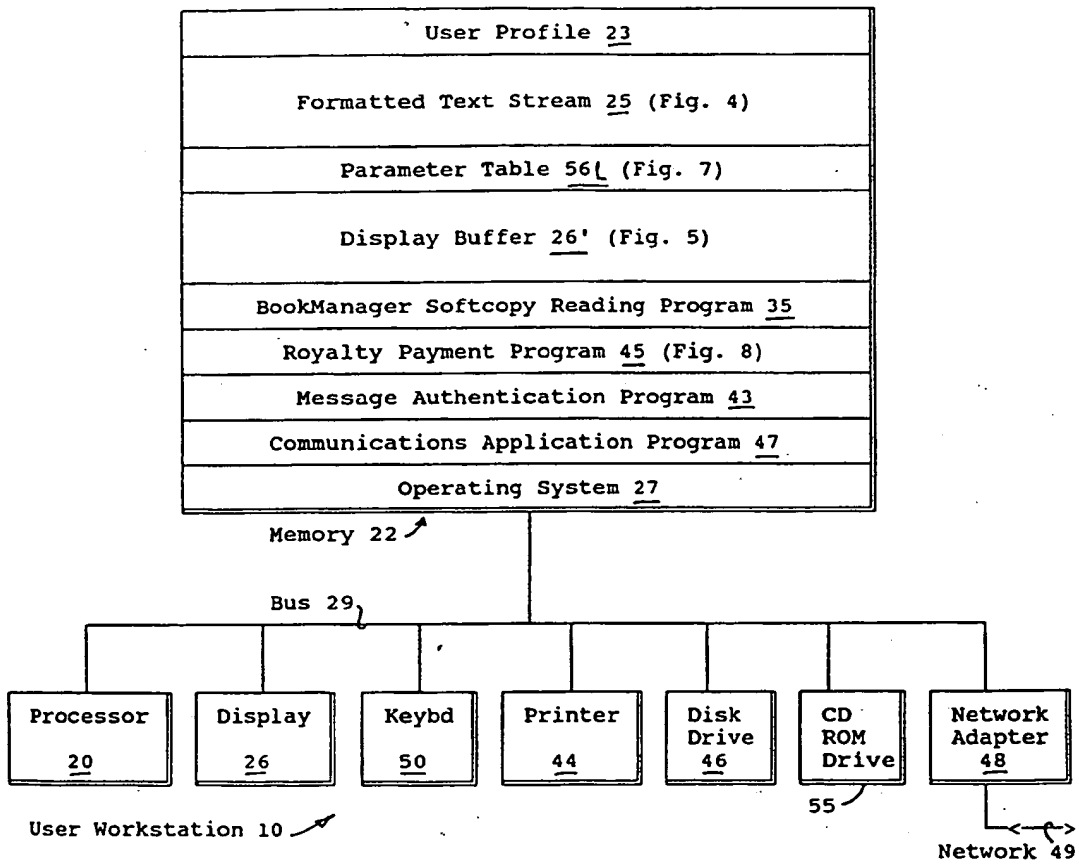 User Profile 23
Formatted Text Stream 25 (Fig. 4)
Parameter Table 56L (Fig. 7)
Display Buffer 26' (Fig. 5)
BookManager Softcopy Reading Program 35
Royalty Payment Program 45 (Fig. 8)
Message Authentication Program 43
Communications Application Program 47
Operating System 27
Memory 22
Bus 29
Processor
20
Display
26
Keybd
50
Printer
44
Disk
Drive
46
CD
ROM
Drive
55
Network
Adapter
48
User Workstation 10
Network 49